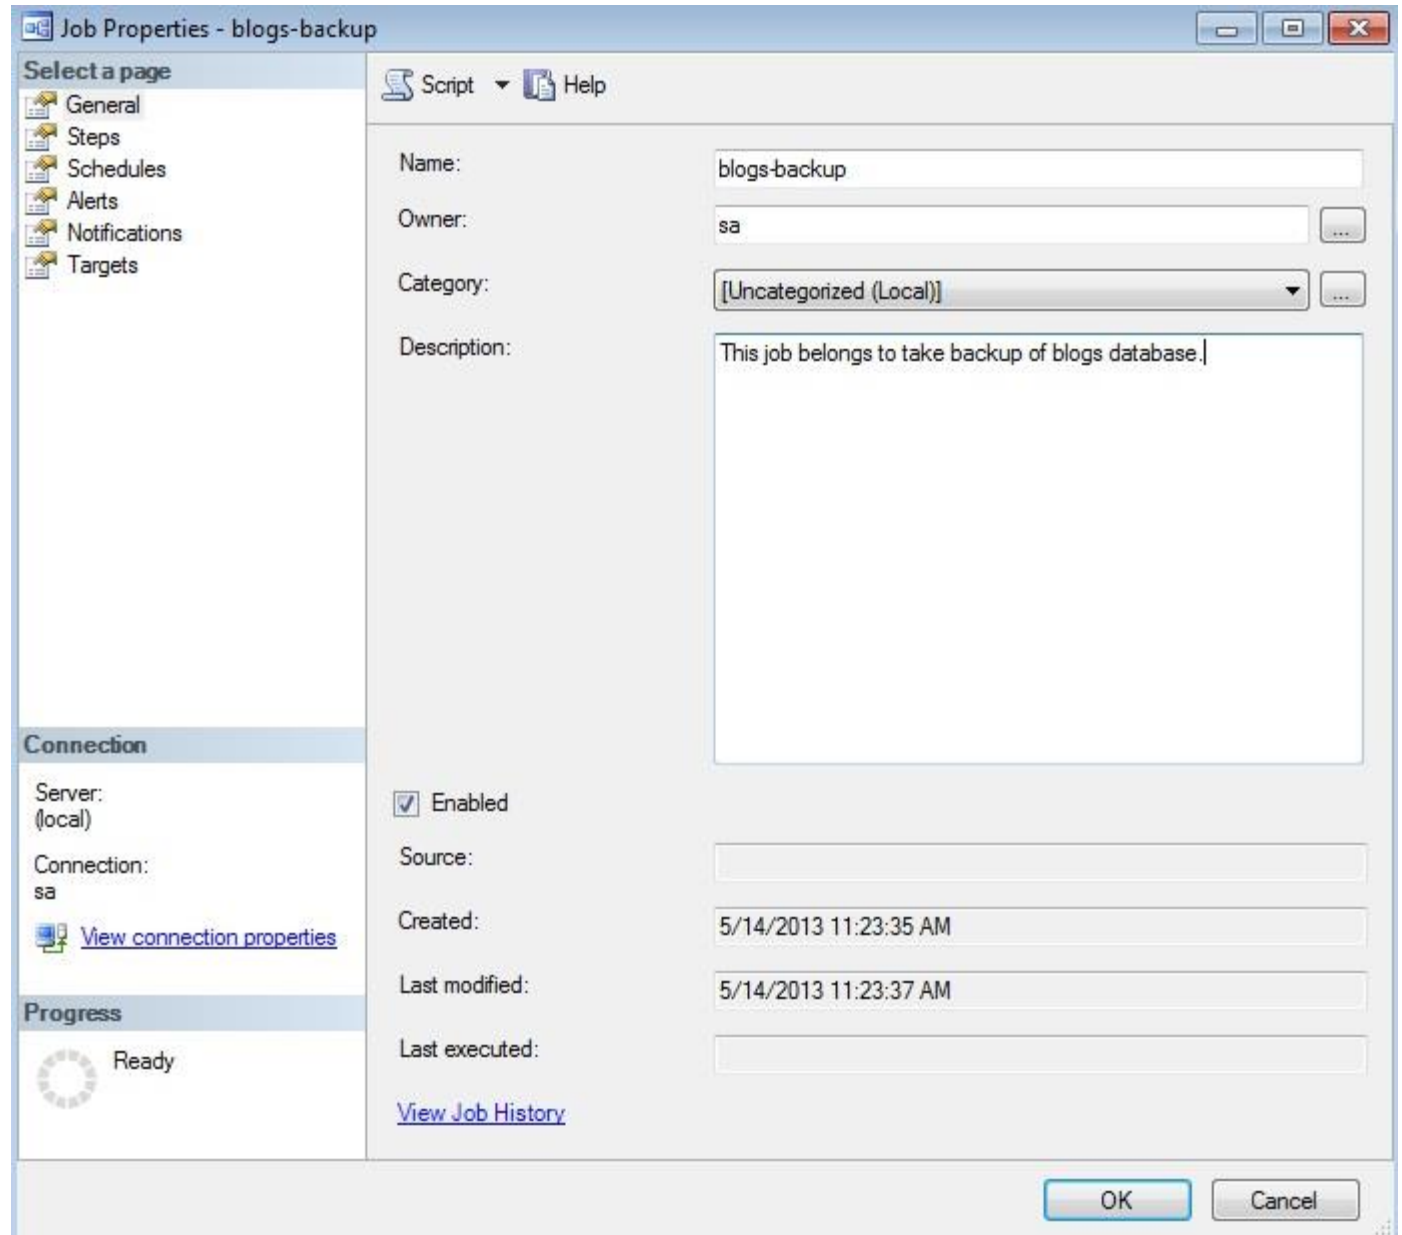 Job Properties - blogs-backup
Select a page
General
Steps
Schedules
Alerts
Notifications
Targets
Script
Help
Name:
blogs-backup
Owner:
sa
...
Category:
[Uncategorized (Local)]
...
Description:
This job belongs to take backup of blogs database.
Connection
Server:
(local)
Connection:
sa
View connection properties
Progress
Ready
Enabled
Source:
Created:
5/14/2013 11:23:35 AM
Last modified:
5/14/2013 11:23:37 AM
Last executed:
View Job History
OK
Cancel